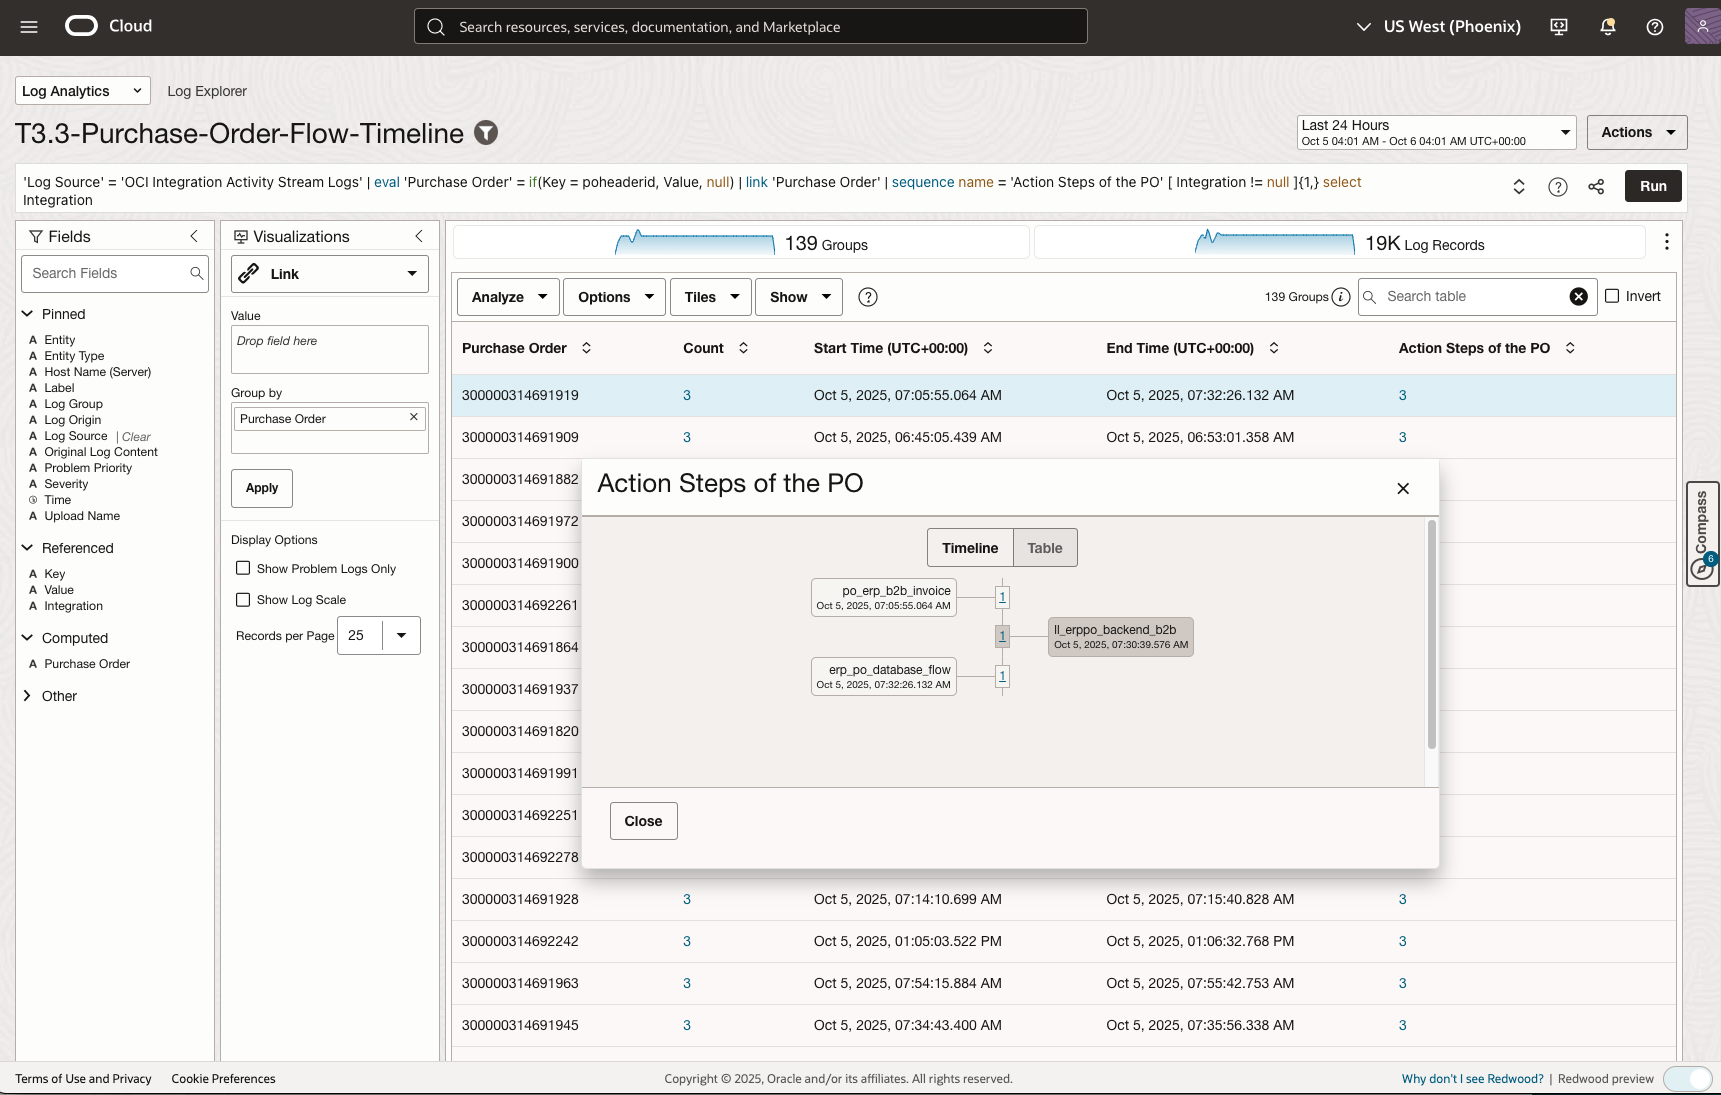 Cloud
Search resources, services, documentation, and Marketplace
US West (Phoenix)
Log Analytics
Log Explorer
T3.3-Purchase-Order-Flow-Timeline
Last 24 Hours
Oct 5 04:01 AM - Oct 6 04:01 AM UTC+00:00
Actions
'Log Source' = 'OCI Integration Activity Stream Logs' | eval 'Purchase Order' = if(Key = poheaderid, Value, null) | link 'Purchase Order' | sequence name = 'Action Steps of the PO' [ Integration != null ]{1,} select
Integration
Run
Fields
Search Fields
Pinned
A Entity
A Entity Type
A Host Name (Server)
A Label
A Log Group
A Log Origin
A Log Source | Clear
A Original Log Content
A Problem Priority
A Severity
Time
A Upload Name
Referenced
A Key
A Value
A Integration
Computed
A Purchase Order
Other
Visualizations
Link
Value
Drop field here
Group by
Purchase Order
Apply
Display Options
Show Problem Logs Only
Show Log Scale
Records per Page 25
139 Groups
19K Log Records
Analyze
Options
Tiles
Show
139 Groups
Search table
Invert
Purchase Order Count Start Time (UTC+00:00) End Time (UTC+00:00) Action Steps of the PO
300000314691919 3 Oct 5, 2025, 07:05:55.064 AM Oct 5, 2025, 07:32:26.132 AM 3
300000314691909 3 Oct 5, 2025, 06:45:05.439 AM Oct 5, 2025, 06:53:01.358 AM 3
300000314691882
300000314691972
300000314691900
300000314692261
300000314691864
300000314691937
300000314691820
300000314691991
300000314692251
300000314692278
Action Steps of the PO
Timeline
Table
po_erp_b2b_invoice
Oct 5, 2025, 07:05:55.064 AM
1
1
ll_erppo_backend_b2b
Oct 5, 2025, 07:30:39.576 AM
erp_po_database_flow
Oct 5, 2025, 07:32:26.132 AM
1
Close
300000314691928 3 Oct 5, 2025, 07:14:10.699 AM Oct 5, 2025, 07:15:40.828 AM 3
300000314692242 3 Oct 5, 2025, 01:05:03.522 PM Oct 5, 2025, 01:06:32.768 PM 3
300000314691963 3 Oct 5, 2025, 07:54:15.884 AM Oct 5, 2025, 07:55:42.753 AM 3
300000314691945 3 Oct 5, 2025, 07:34:43.400 AM Oct 5, 2025, 07:35:56.338 AM 3
Compass
6
Terms of Use and Privacy
Cookie Preferences
Copyright © 2025, Oracle and/or its affiliates. All rights reserved.
Why don't I see Redwood? | Redwood preview